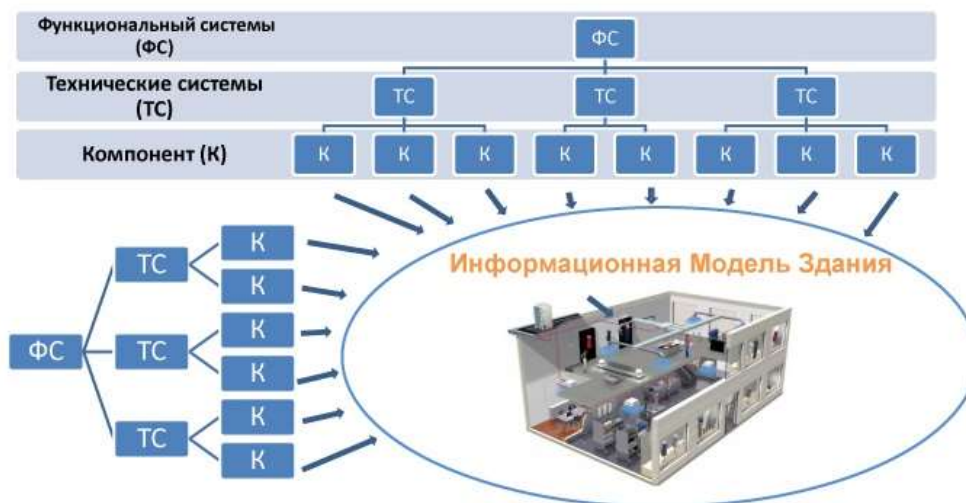 Функциональный системы
(ФС)
ФС
Технические системы
(ТС)
ТС
ТС
ТС
Компонент (К)
К
К
К
К
К
К
К
К
Информационная Модель Здания
ФС
ТС
ТС
ТС
К
К
К
К
К
К